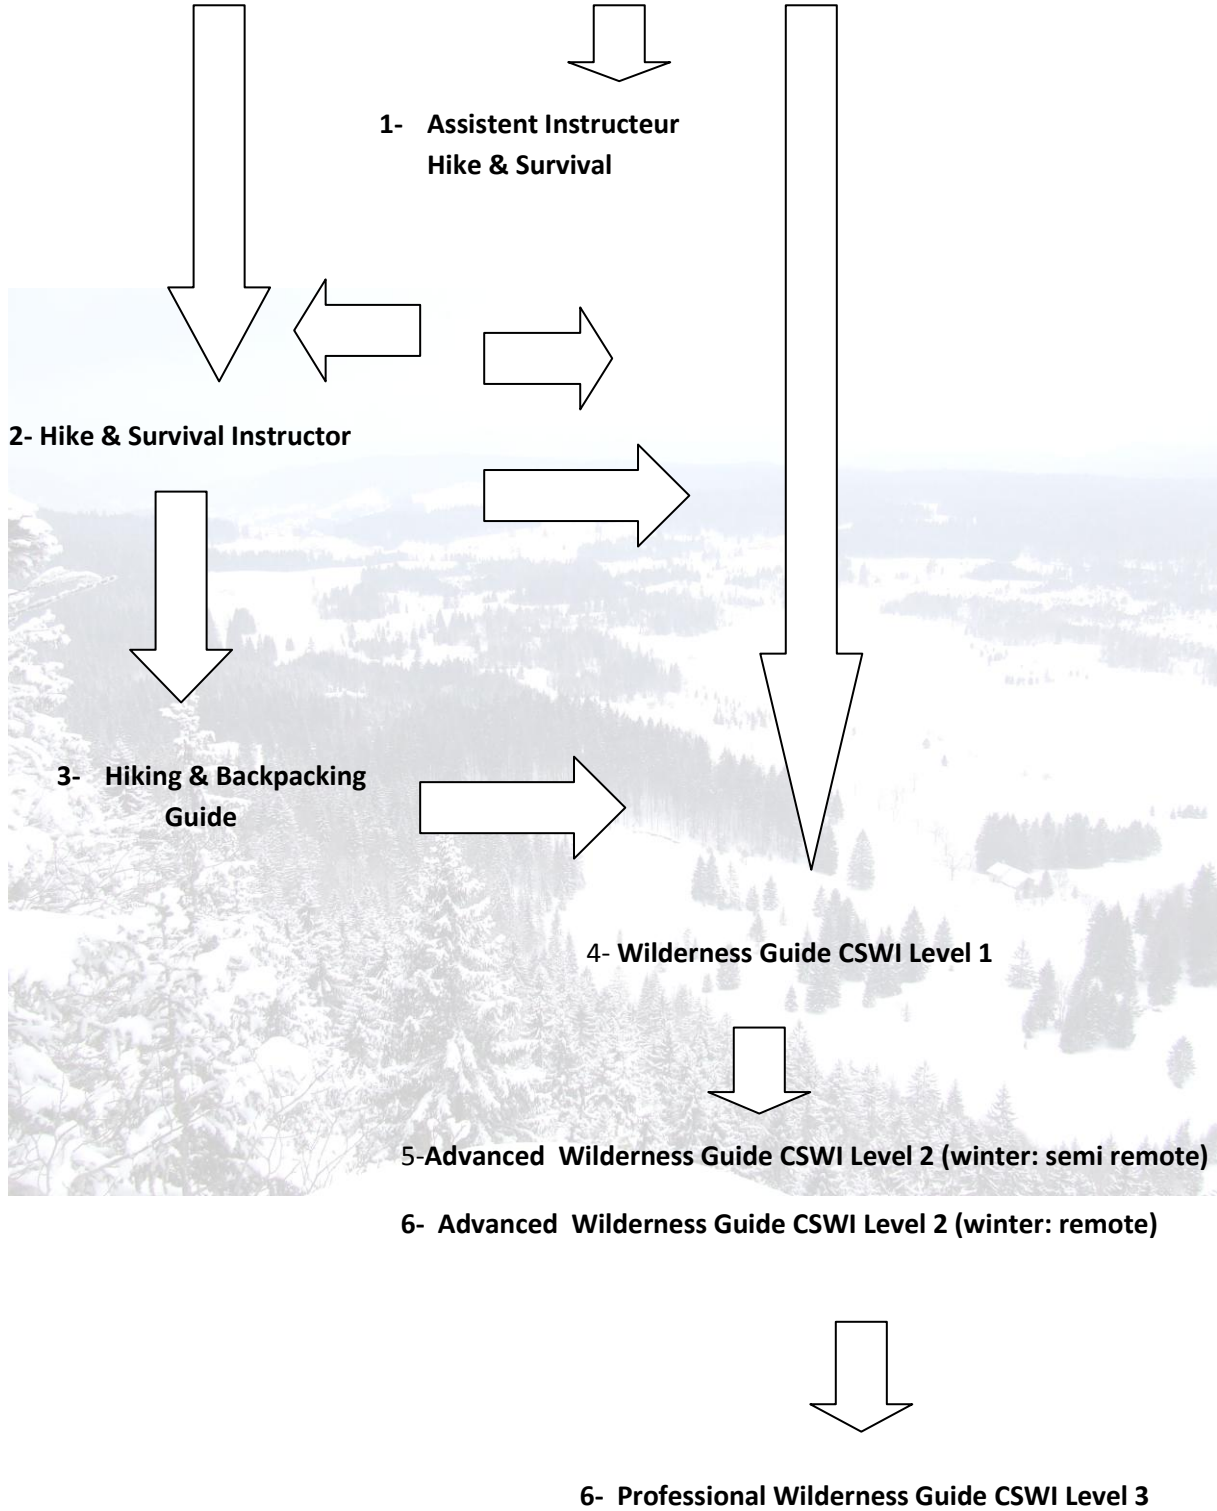 1- Assistent Instructeur
Hike & Survival
2- Hike & Survival Instructor
3- Hiking & Backpacking
Guide
4- Wilderness Guide CSWI Level 1
5-Advanced Wilderness Guide CSWI Level 2 (winter: semi remote)
6- Advanced Wilderness Guide CSWI Level 2 (winter: remote)
6- Professional Wilderness Guide CSWI Level 3